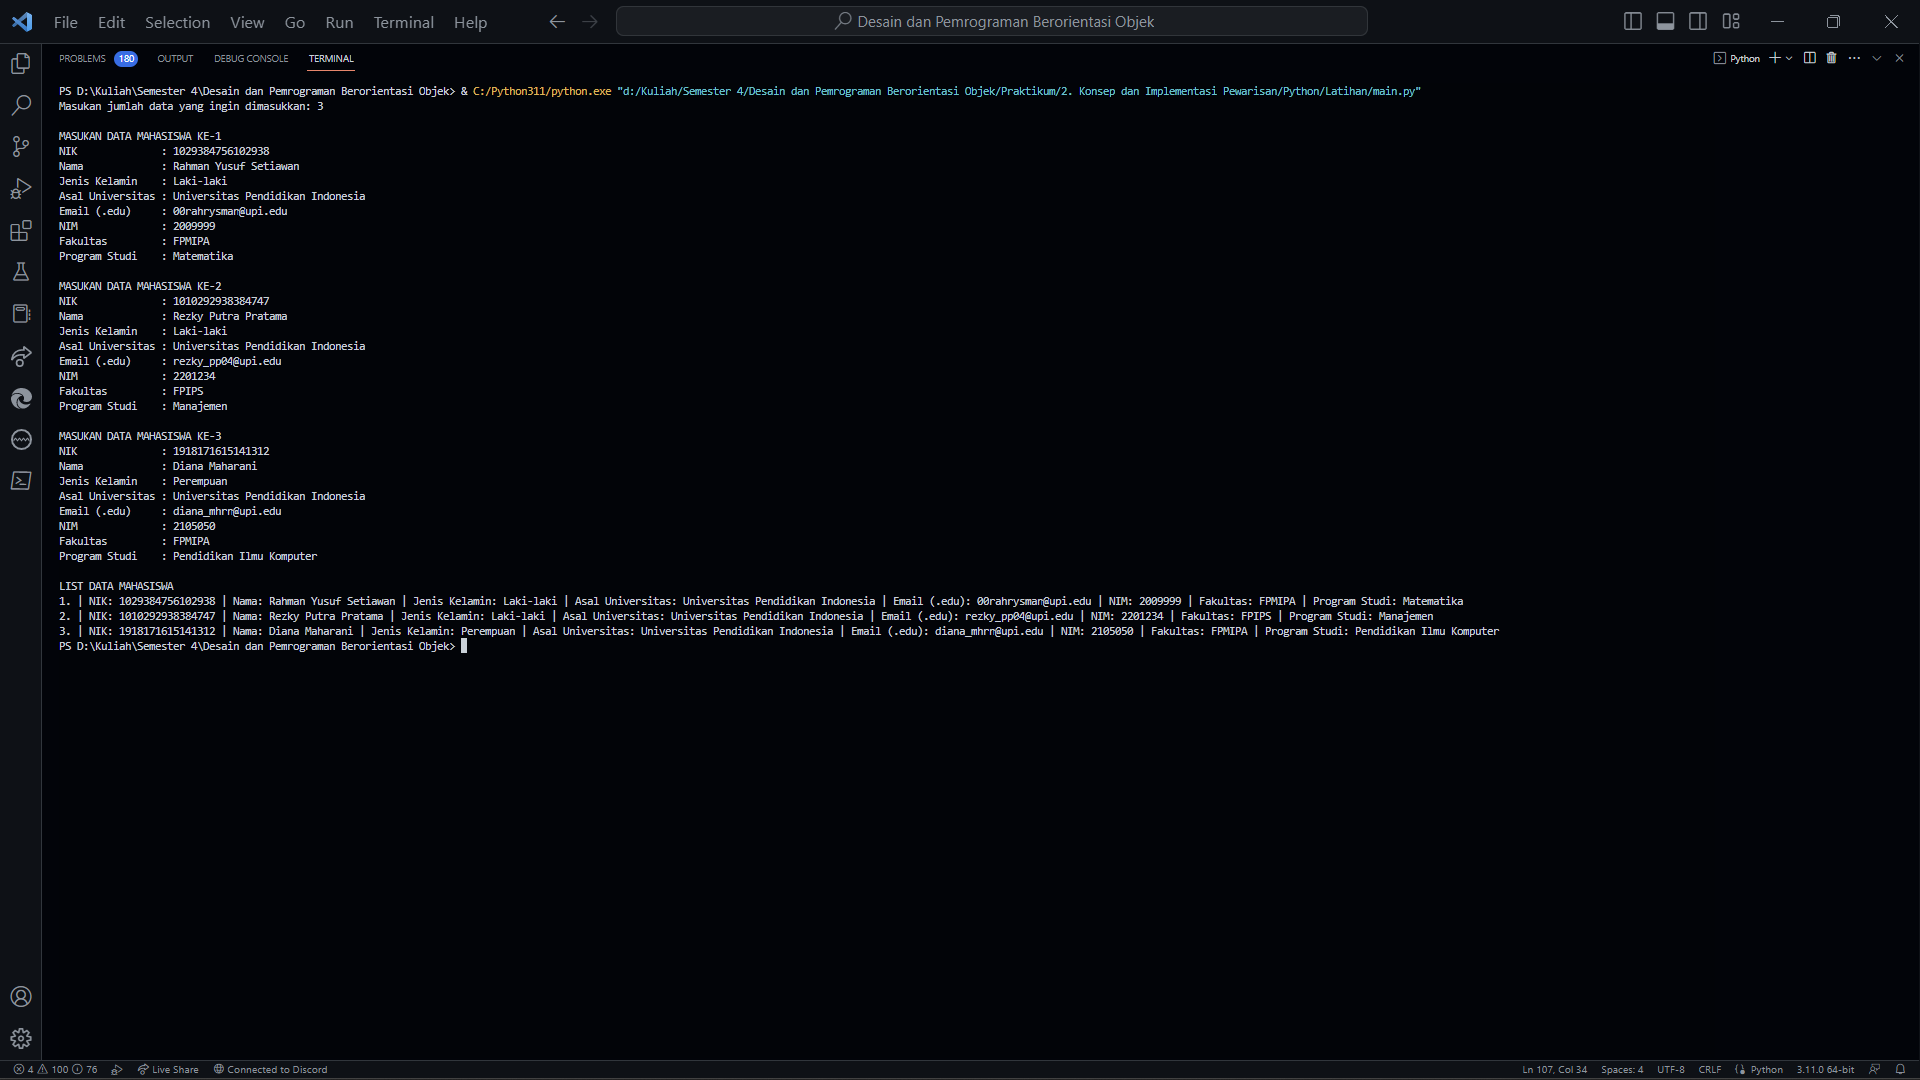 File Edit Selection View Go Run Terminal Help
Desain dan Pemrograman Berorientasi Objek
PROBLEMS 180 OUTPUT DEBUG CONSOLE TERMINAL
Python
PS D:\Kuliah\Semester 4\Desain dan Pemrograman Berorientasi Objek> & C:/Python311/python.exe "d:/Kuliah/Semester 4/Desain dan Pemrograman Berorientasi Objek/Praktikum/2. Konsep dan Implementasi Pewarisan/Python/Latihan/main.py"
Masukan jumlah data yang ingin dimasukkan: 3
MASUKAN DATA MAHASISWA KE-1
NIK : 1029384756102938
Nama : Rahman Yusuf Setiawan
Jenis Kelamin : Laki-laki
Asal Universitas : Universitas Pendidikan Indonesia
Email (.edu) : 00rahrysman@upi.edu
NIM : 2009999
Fakultas : FPMIPA
Program Studi : Matematika
MASUKAN DATA MAHASISWA KE-2
NIK : 1010292938384747
Nama : Rezky Putra Pratama
Jenis Kelamin : Laki-laki
Asal Universitas : Universitas Pendidikan Indonesia
Email (.edu) : rezky_pp04@upi.edu
NIM : 2201234
Fakultas : FPIPS
Program Studi : Manajemen
MASUKAN DATA MAHASISWA KE-3
NIK : 1918171615141312
Nama : Diana Maharani
Jenis Kelamin : Perempuan
Asal Universitas : Universitas Pendidikan Indonesia
Email (.edu) : diana_mhrn@upi.edu
NIM : 2105050
Fakultas : FPMIPA
Program Studi : Pendidikan Ilmu Komputer
LIST DATA MAHASISWA
1. | NIK: 1029384756102938 | Nama: Rahman Yusuf Setiawan | Jenis Kelamin: Laki-laki | Asal Universitas: Universitas Pendidikan Indonesia | Email (.edu): 00rahrysman@upi.edu | NIM: 2009999 | Fakultas: FPMIPA | Program Studi: Matematika
2. | NIK: 1010292938384747 | Nama: Rezky Putra Pratama | Jenis Kelamin: Laki-laki | Asal Universitas: Universitas Pendidikan Indonesia | Email (.edu): rezky_pp04@upi.edu | NIM: 2201234 | Fakultas: FPIPS | Program Studi: Manajemen
3. | NIK: 1918171615141312 | Nama: Diana Maharani | Jenis Kelamin: Perempuan | Asal Universitas: Universitas Pendidikan Indonesia | Email (.edu): diana_mhrn@upi.edu | NIM: 2105050 | Fakultas: FPMIPA | Program Studi: Pendidikan Ilmu Komputer
PS D:\Kuliah\Semester 4\Desain dan Pemrograman Berorientasi Objek>
4 100 76 Live Share Connected to Discord Ln 107, Col 34 Spaces: 4 UTF-8 CRLF Python 3.11.0 64-bit